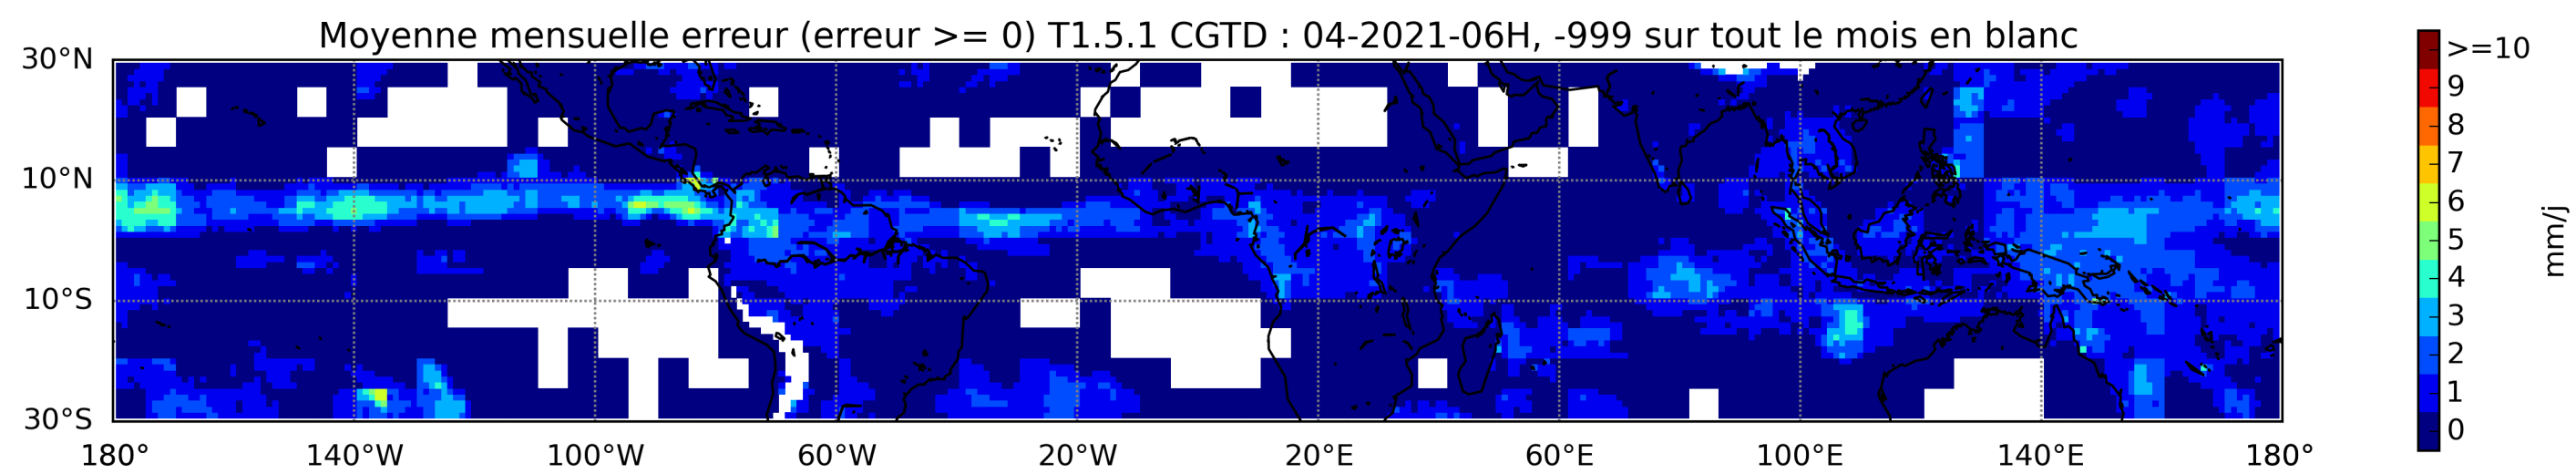 Moyenne mensuelle erreur (erreur >= 0) T1.5.1 CGTD : 04-2021-06H, -999 sur tout le mois en blanc
30°N
10°N
10°S
30°S
180° 140°W 100°W 60°W 20°W 20°E 60°E 100°E 140°E 180°
>=10
9
8
7
6
5
4
3
2
1
0
mm/j